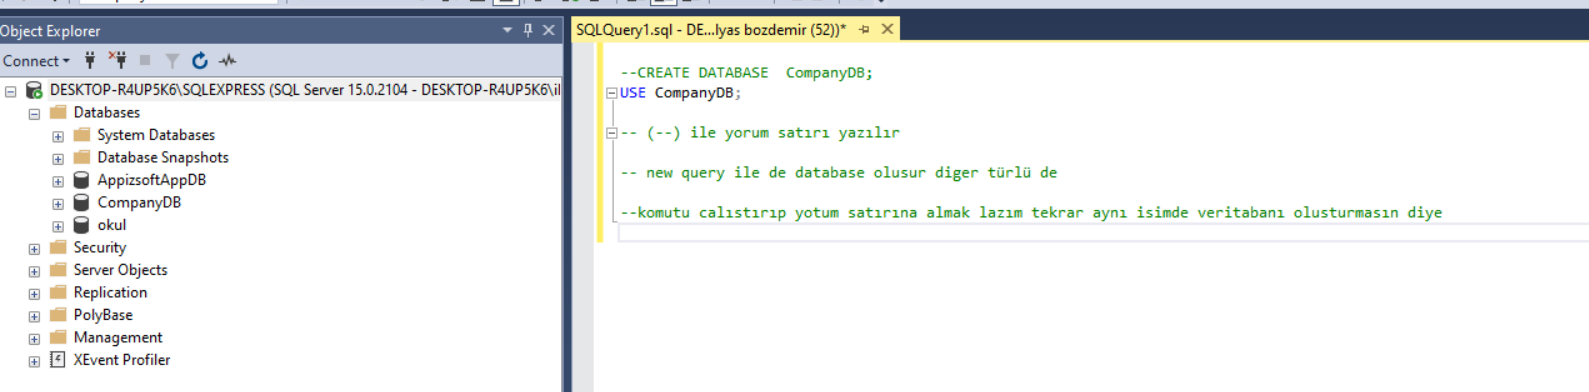 Object Explorer
Connect
DESKTOP-R4UP5K6\SQLEXPRESS (SQL Server 15.0.2104 - DESKTOP-R4UP5K6\il
Databases
System Databases
Database Snapshots
AppizsoftAppDB
CompanyDB
okul
Security
Server Objects
Replication
PolyBase
Management
XEvent Profiler
SQLQuery1.sql - DE...lyas bozdemir (52))*
--CREATE DATABASE  CompanyDB;
USE CompanyDB;
-- (--) ile yorum satırı yazılır
-- new query ile de database olusur diger türlü de
--komutu calıstırıp yotum satırına almak lazım tekrar aynı isimde veritabanı olusturmasın diye